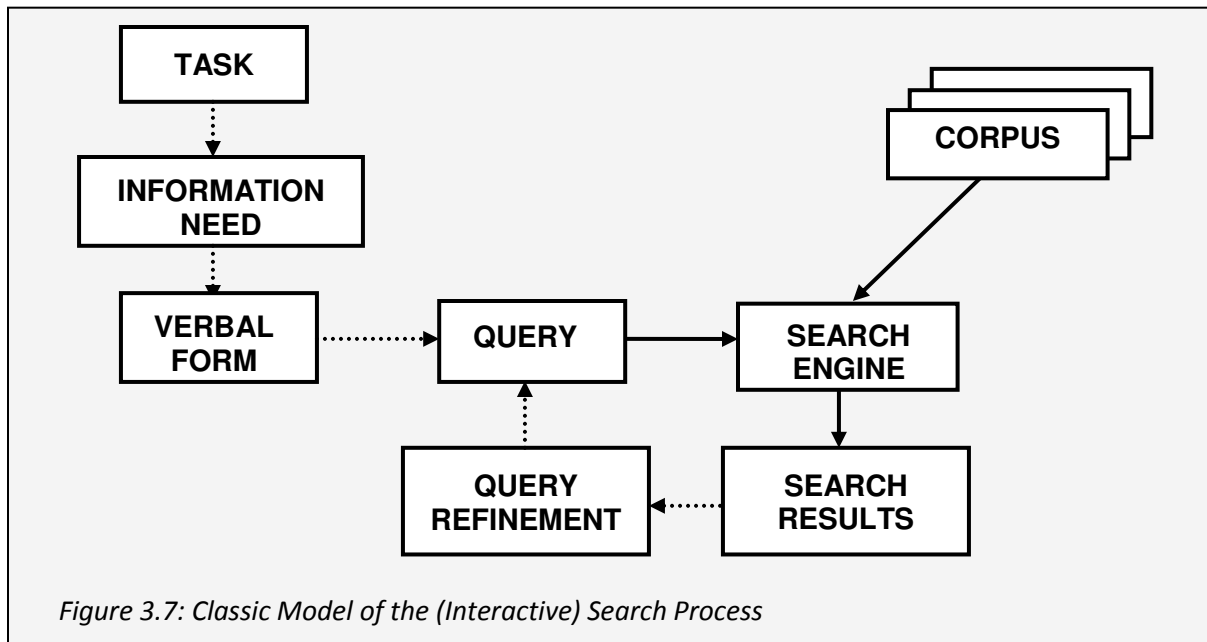 TASK
CORPUS
INFORMATION
NEED
VERBAL
FORM
QUERY
SEARCH
ENGINE
QUERY
REFINEMENT
SEARCH
RESULTS
Figure 3.7: Classic Model of the (Interactive) Search Process